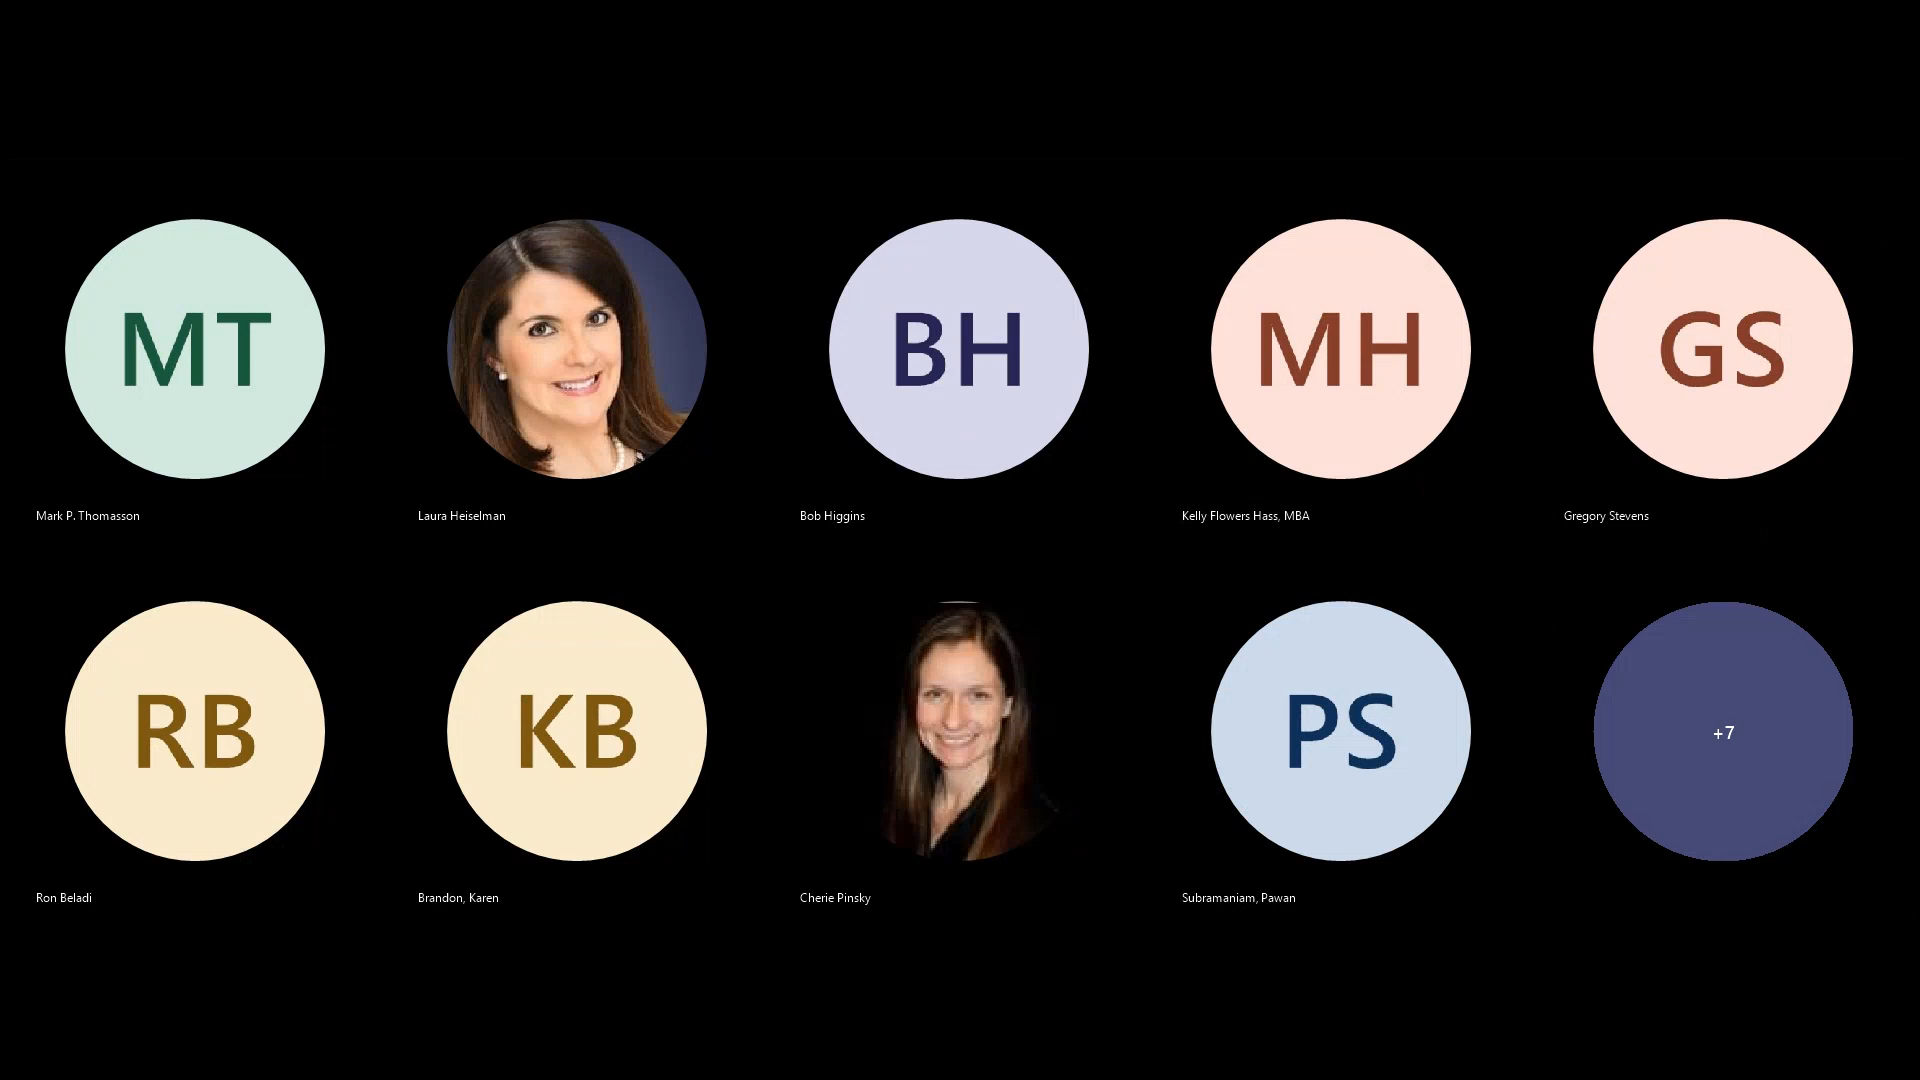 MT
BH
MH
GS
Mark P. Thomasson
Laura Heiselman
Bob Higgins
Kelly Flowers Hass, MBA
Gregory Stevens
RB
KB
PS
+7
Ron Beladi
Brandon, Karen
Cherie Pinsky
Subramaniam, Pawan